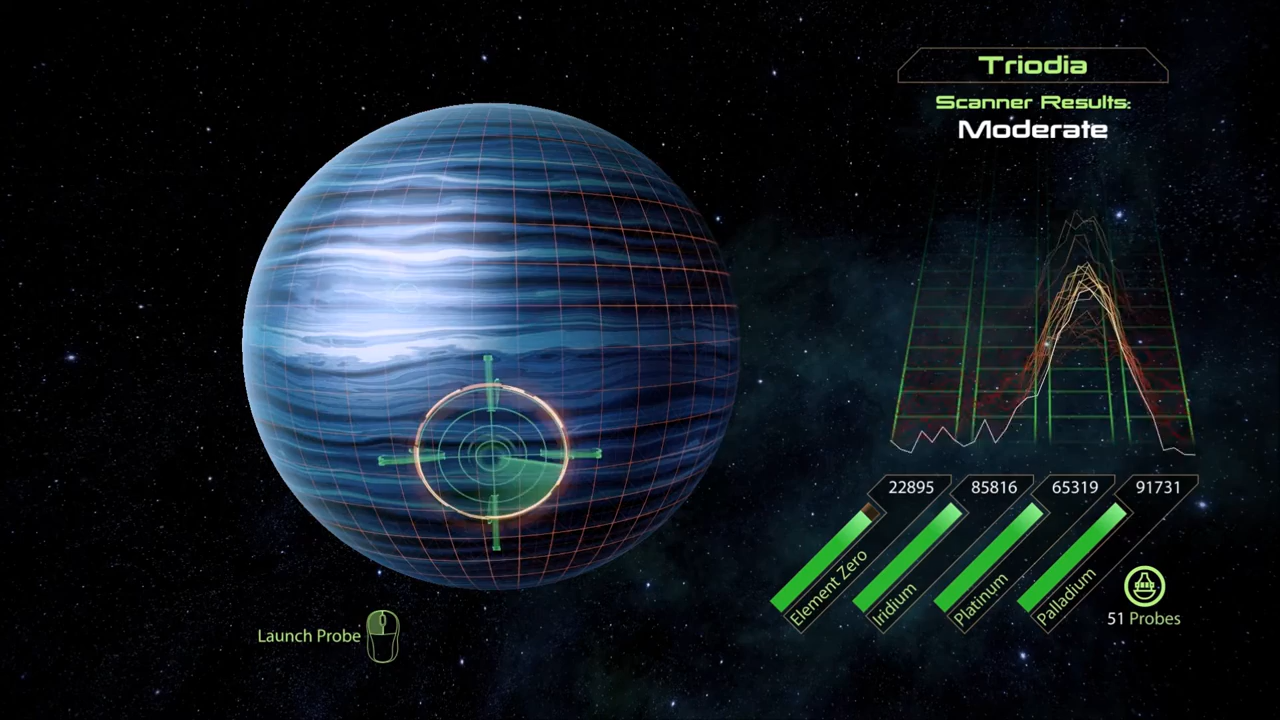 Triodia
Scanner Results:
Moderate
22895 85816 65319 91731
Element Zero Iridium Platinum Palladium
51 Probes
Launch Probe